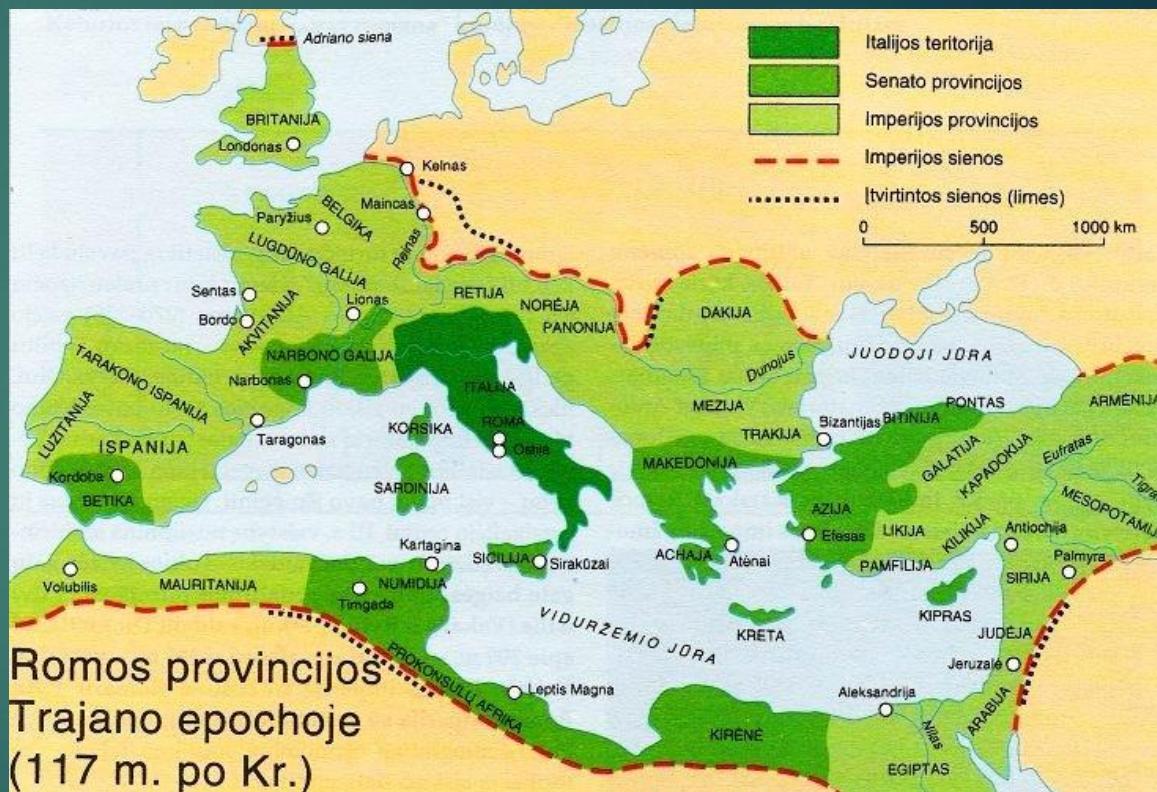 Adriano siena
BRITANIJA
Londonas
Kelnas
Maincas
BELGIKA
Paryžius
Reinas
LUGDŪNO GALIJA
Sentas
Bordo
AKVITANIJA
Lionas
RETIJA
NORĖJA
PANONIJA
DAKIJA
Dunojus
JUODOJI JŪRA
NARBONO GALIJA
Narbonas
TARAKONO ISPANIJA
LUZITANIJA
ISPANIJA
Taragonas
Kordoba
BETIKA
ITALIJA
ROMA
Ostija
KORSIKA
SARDINIJA
SICILIJA
Sirakūzai
MEZIJA
TRAKIJA
Bizantijas
MAKEDONIJA
ACHAJA
Atėnai
BITINIJA
PONTAS
ARMĖNIJA
GALATIJA
KAPADOKIJA
Eufratas
MESOPOTAMIJ
AZIJA
Efesas
LIKIJA
KILIKIJA
PAMFILIJA
Antiochija
Palmyra
SIRIJA
KIPRAS
KRETA
JUDĖJA
Jeruzalė
Volubilis
MAURITANIJA
Kartagina
NUMIDIJA
Timgada
VIDURŽEMIO JŪRA
PROKONSULŲ AFRIKA
Leptis Magna
KIRĖNĖ
Aleksandrija
Nilas
ARABIJA
EGIPTAS
Italijos teritorija
Senato provincijos
Imperijos provincijos
Imperijos sienos
Įtvirtintos sienos (limes)
0 500 1000 km
Romos provincijos
Trajano epochoje
(117 m. po Kr.)